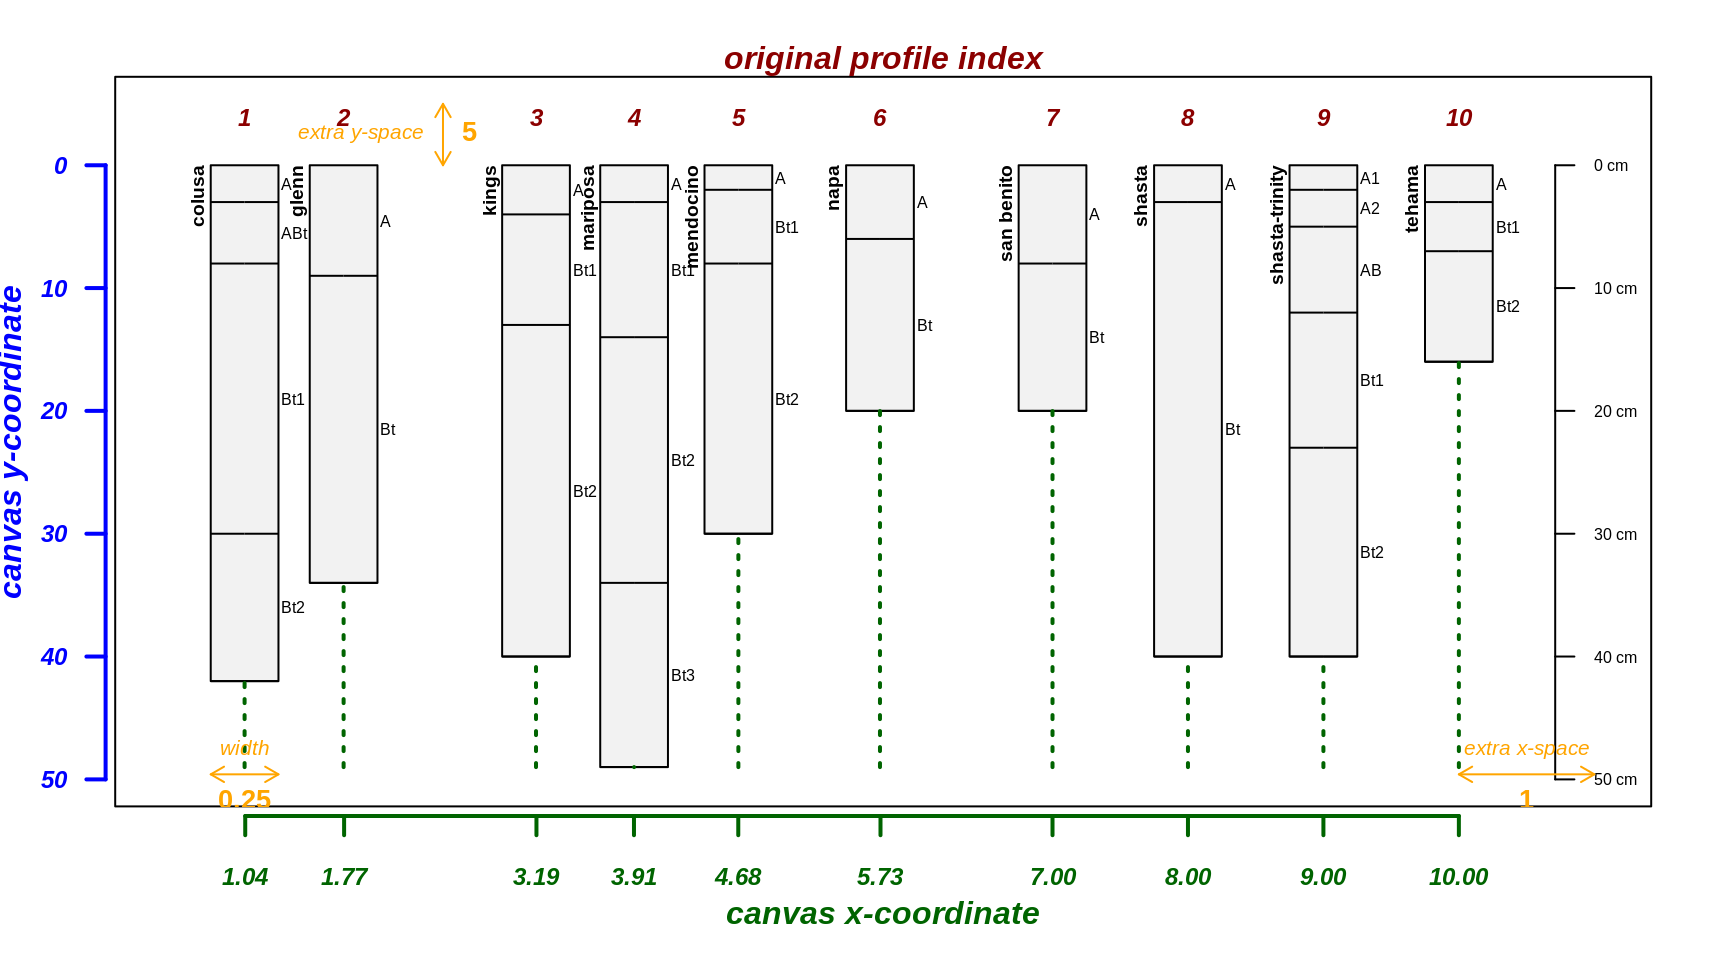 original profile index
1 2 3 4 5 6 7 8 9 10
extra y-space 5
canvas y-coordinate
0
10
20
30
40
50
colusa
A
ABt
Bt1
Bt2
glenn
A
Bt
kings
A
Bt1
Bt2
mariposa
A
Bt1
Bt2
Bt3
mendocino
A
Bt1
Bt2
napa
A
Bt
san benito
A
Bt
shasta
A
Bt
shasta-trinity
A1
A2
AB
Bt1
Bt2
tehama
A
Bt1
Bt2
0 cm
10 cm
20 cm
30 cm
40 cm
50 cm
width
0.25
extra x-space
1
1.04 1.77 3.19 3.91 4.68 5.73 7.00 8.00 9.00 10.00
canvas x-coordinate